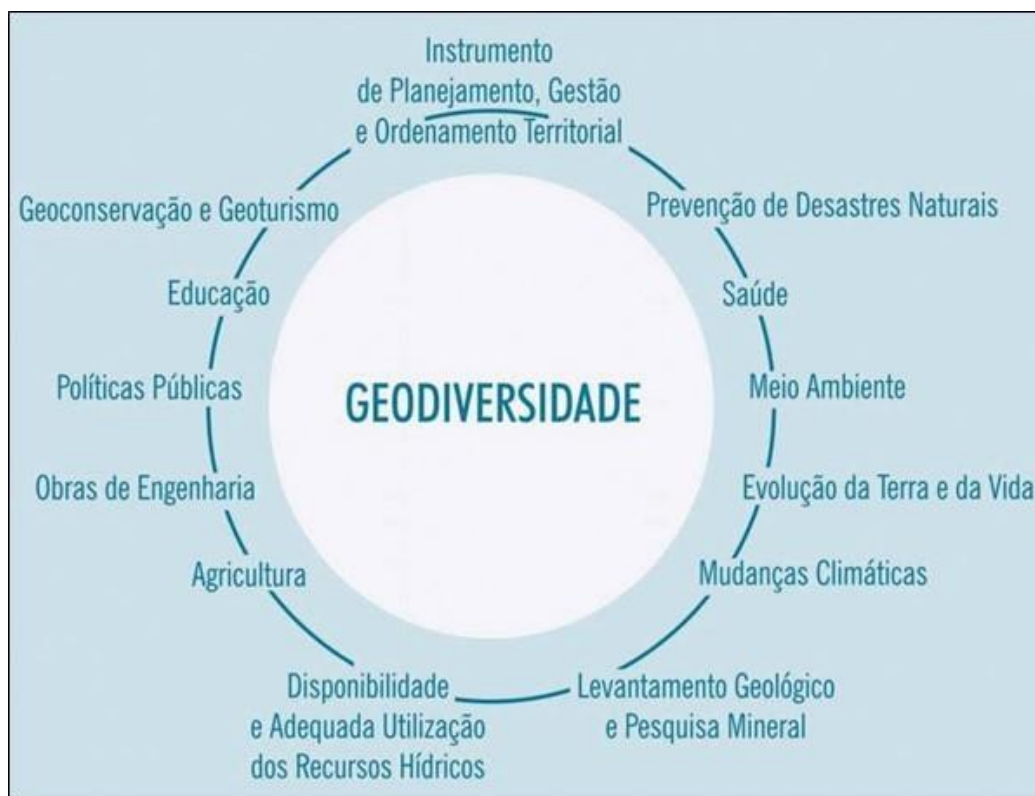 Instrumento
de Planejamento, Gestão
e Ordenamento Territorial
Geoconservação e Geoturismo
Prevenção de Desastres Naturais
Educação
Saúde
Políticas Públicas
GEODIVERSIDADE
Meio Ambiente
Obras de Engenharia
Evolução da Terra e da Vida
Agricultura
Mudanças Climáticas
Disponibilidade
e Adequada Utilização
dos Recursos Hídricos
Levantamento Geológico
e Pesquisa Mineral